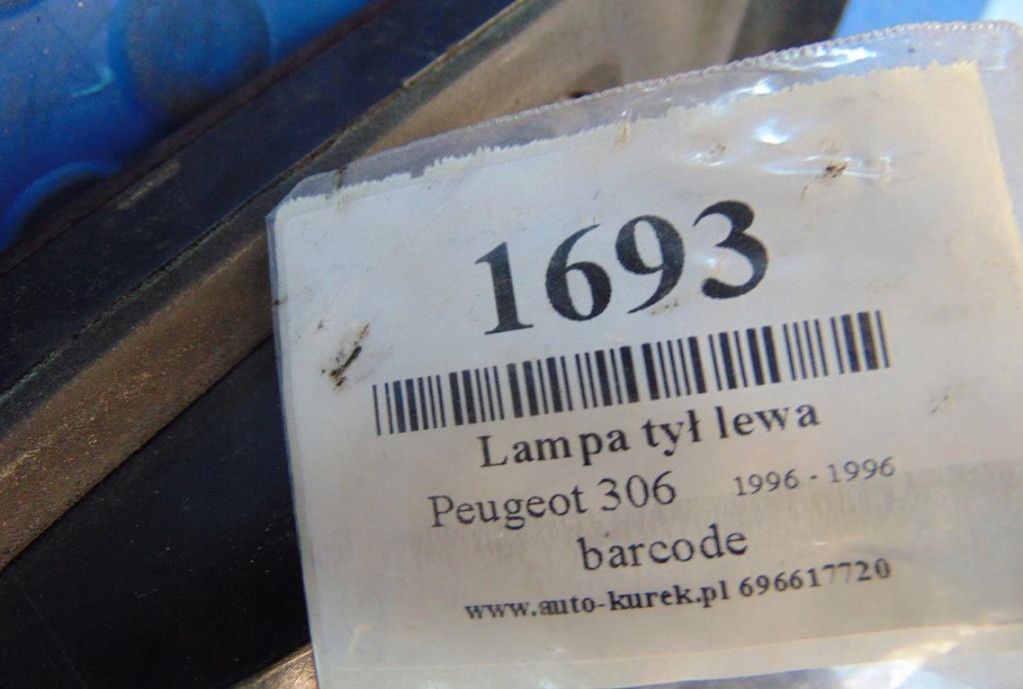 1693
Lampa tył lewa
Peugeot 306 1996 - 1996
barcode
www.auto-kurek.pl 696617720